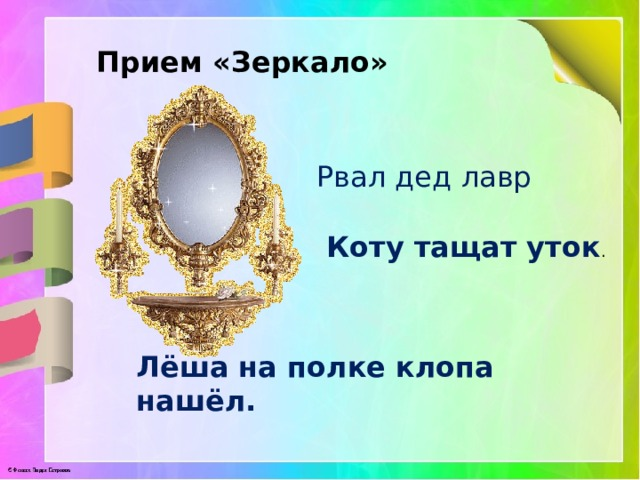 Прием «Зеркало»
Рвал дед лавр
Коту тащат уток.
Лёша на полке клопа
нашёл.